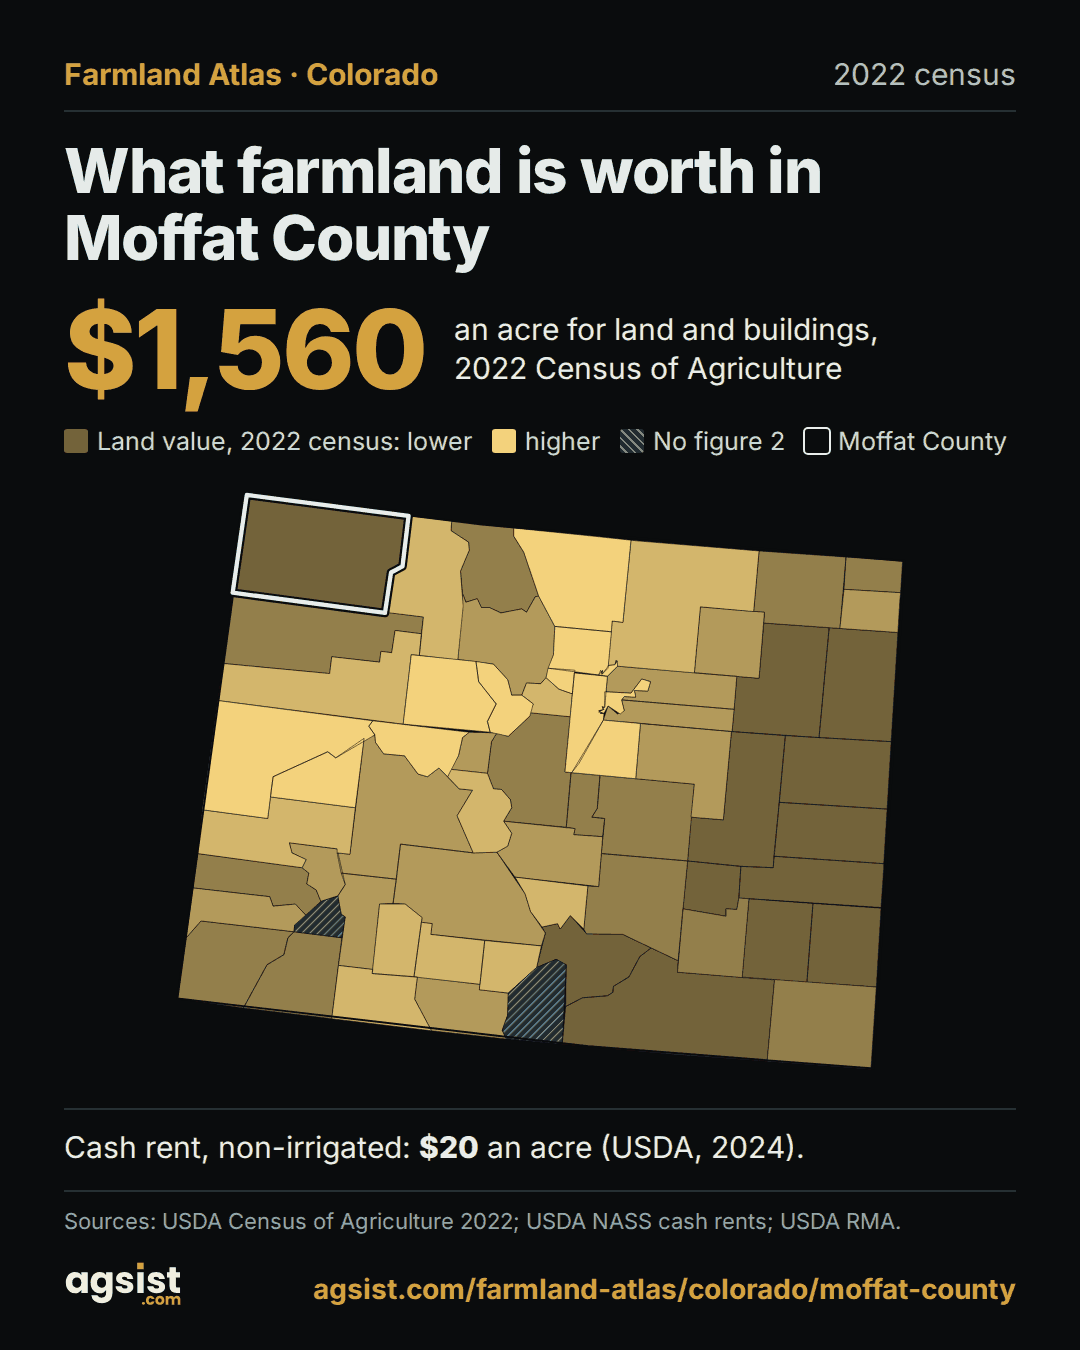 Farmland Atlas · Colorado
2022 census
What farmland is worth in
Moffat County
$1,560
an acre for land and buildings,
2022 Census of Agriculture
Land value, 2022 census: lower
higher
No figure 2
Moffat County
Cash rent, non-irrigated: $20 an acre (USDA, 2024).
Sources: USDA Census of Agriculture 2022; USDA NASS cash rents; USDA RMA.
agsist
.com
agsist.com/farmland-atlas/colorado/moffat-county